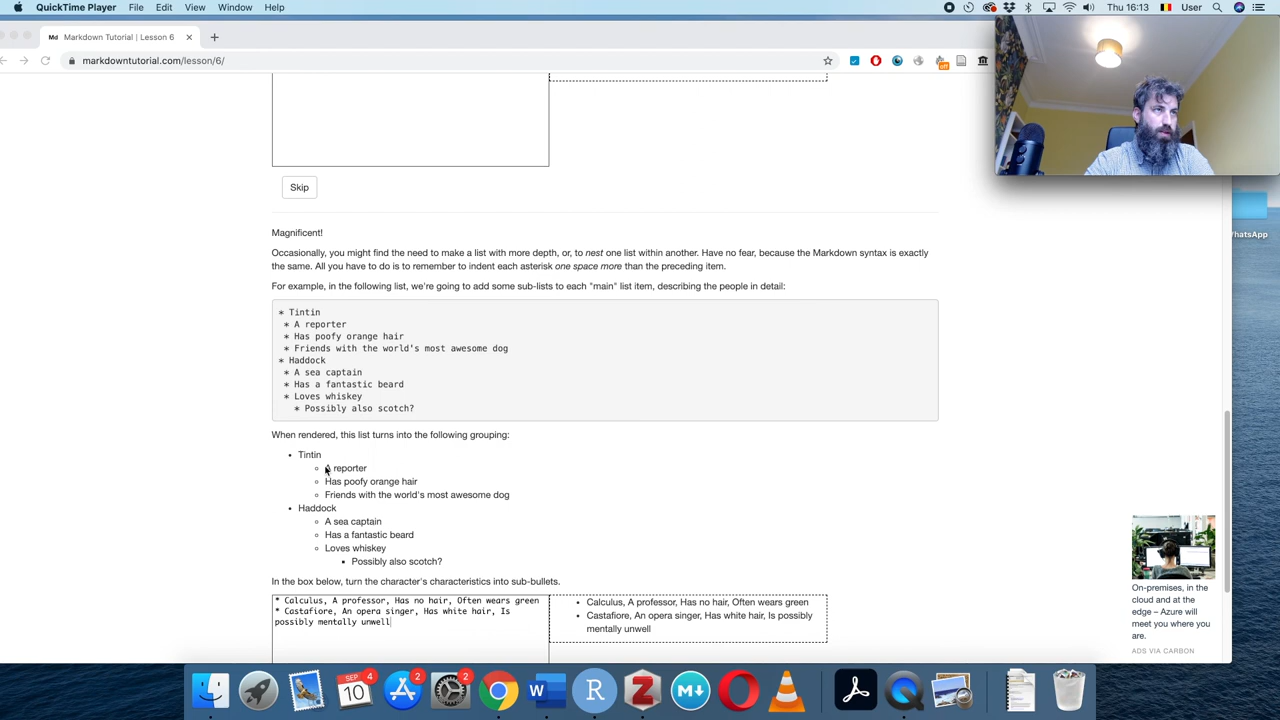 QuickTime Player File Edit View Window Help Thu 16:13 User
Md Markdown Tutorial | Lesson 6
markdowntutorial.com/lesson/6/
off
Skip
WhatsApp
Magnificent!
Occasionally, you might find the need to make a list with more depth, or, to nest one list within another. Have no fear, because the Markdown syntax is exactly
the same. All you have to do is to remember to indent each asterisk one space more than the preceding item.
For example, in the following list, we're going to add some sub-lists to each "main" list item, describing the people in detail:
* Tintin
* A reporter
* Has poofy orange hair
* Friends with the world's most awesome dog
* Haddock
* A sea captain
* Has a fantastic beard
* Loves whiskey
* Possibly also scotch?
When rendered, this list turns into the following grouping:
• Tintin
◦ A reporter
◦ Has poofy orange hair
◦ Friends with the world's most awesome dog
• Haddock
◦ A sea captain
◦ Has a fantastic beard
◦ Loves whiskey
▪ Possibly also scotch?
In the box below, turn the character's characteristics into sub-bullets.
* Calculus, A professor, Has no hair, Often wears green
* Castafiore, An opera singer, Has white hair, Is
possibly mentally unwell
• Calculus, A professor, Has no hair, Often wears green
• Castafiore, An opera singer, Has white hair, Is possibly
mentally unwell
On-premises, in
the cloud and at the
edge – Azure will
meet you where you
are.
ADS VIA CARBON
SEP
10
4
2
2
W
R
Z
M